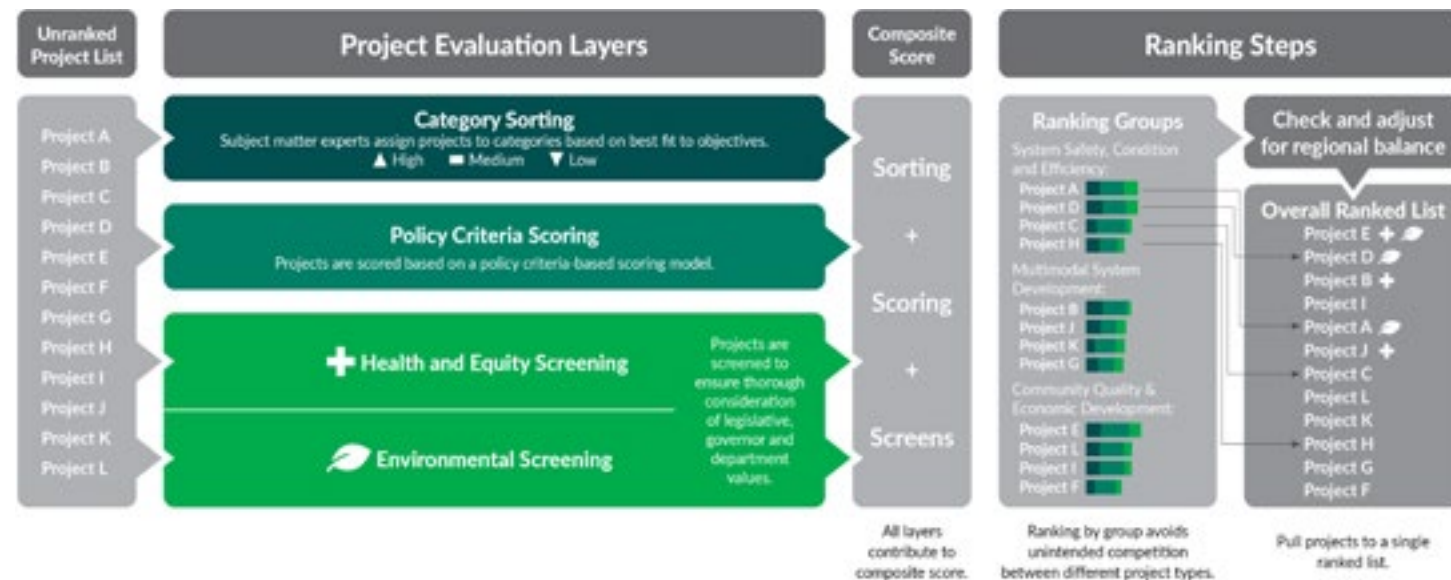 Unranked
Project List
Project Evaluation Layers
Composite
Score
Ranking Steps
Project A
Project B
Project C
Project D
Project E
Project F
Project G
Project H
Project I
Project J
Project K
Project L
Category Sorting
Subject matter experts assign projects to categories based on best fit to objectives.
High Medium Low
Policy Criteria Scoring
Projects are scored based on a policy criteria-based scoring model.
Health and Equity Screening
Environmental Screening
Projects are
screened to
ensure thorough
consideration
of legislative,
governor and
department
values.
Sorting
+
Scoring
+
Screens
All layers
contribute to
composite score.
Ranking Groups
System Safety, Condition
and Efficiency:
Project A
Project D
Project C
Project H
Multimodal System
Development:
Project B
Project J
Project K
Project G
Community Quality &
Economic Development:
Project E
Project L
Project I
Project F
Ranking by group avoids
unintended competition
between different project types.
Check and adjust
for regional balance
Overall Ranked List
Project E
Project D
Project B
Project I
Project A
Project J
Project C
Project L
Project K
Project H
Project G
Project F
Pull projects to a single
ranked list.